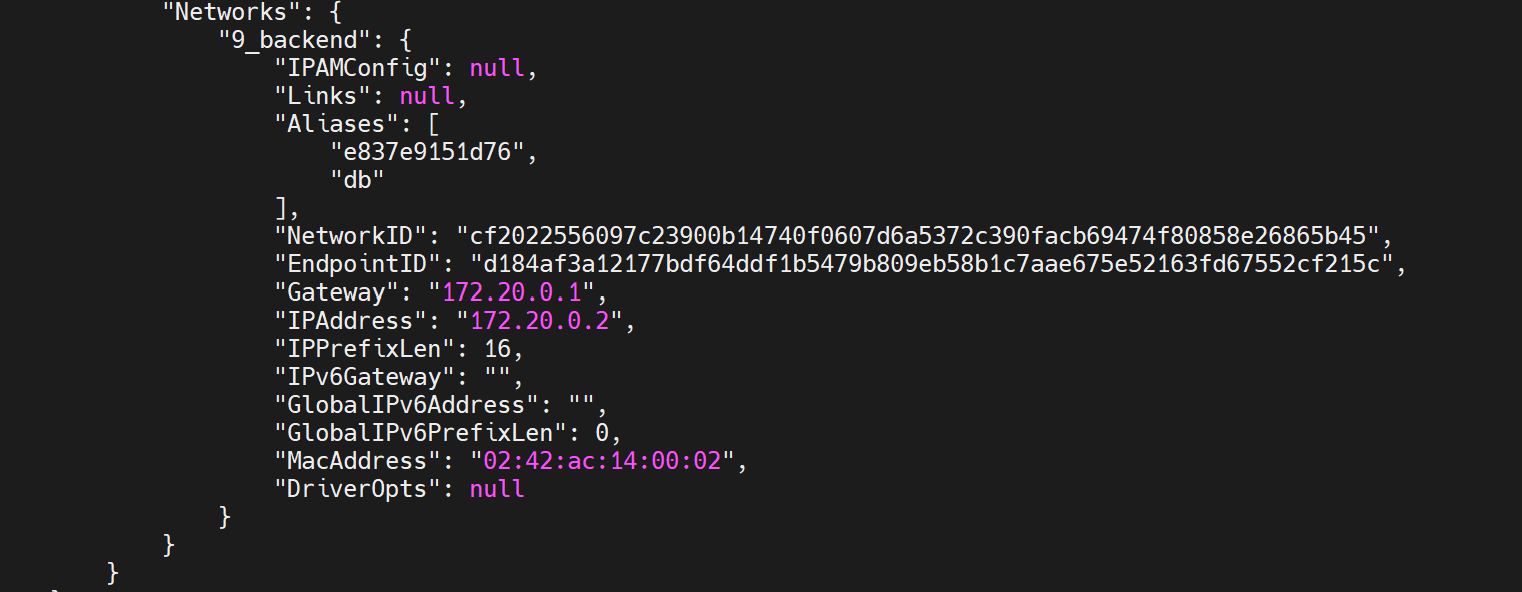 "Networks": {
"9_backend": {
"IPAMConfig": null,
"Links": null,
"Aliases": [
"e837e9151d76",
"db"
],
"NetworkID": "cf2022556097c23900b14740f0607d6a5372c390facb69474f80858e26865b45",
"EndpointID": "d184af3a12177bdf64ddf1b5479b809eb58b1c7aae675e52163fd67552cf215c",
"Gateway": "172.20.0.1",
"IPAddress": "172.20.0.2",
"IPPrefixLen": 16,
"IPv6Gateway": "",
"GlobalIPv6Address": "",
"GlobalIPv6PrefixLen": 0,
"MacAddress": "02:42:ac:14:00:02",
"DriverOpts": null
}
}
}